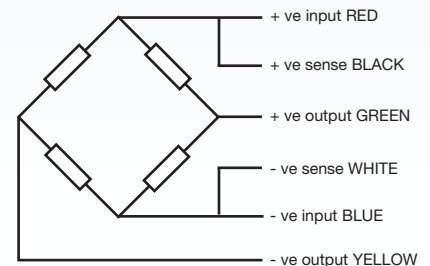 + ve input RED
+ ve sense BLACK
+ ve output GREEN
- ve sense WHITE
- ve input BLUE
- ve output YELLOW